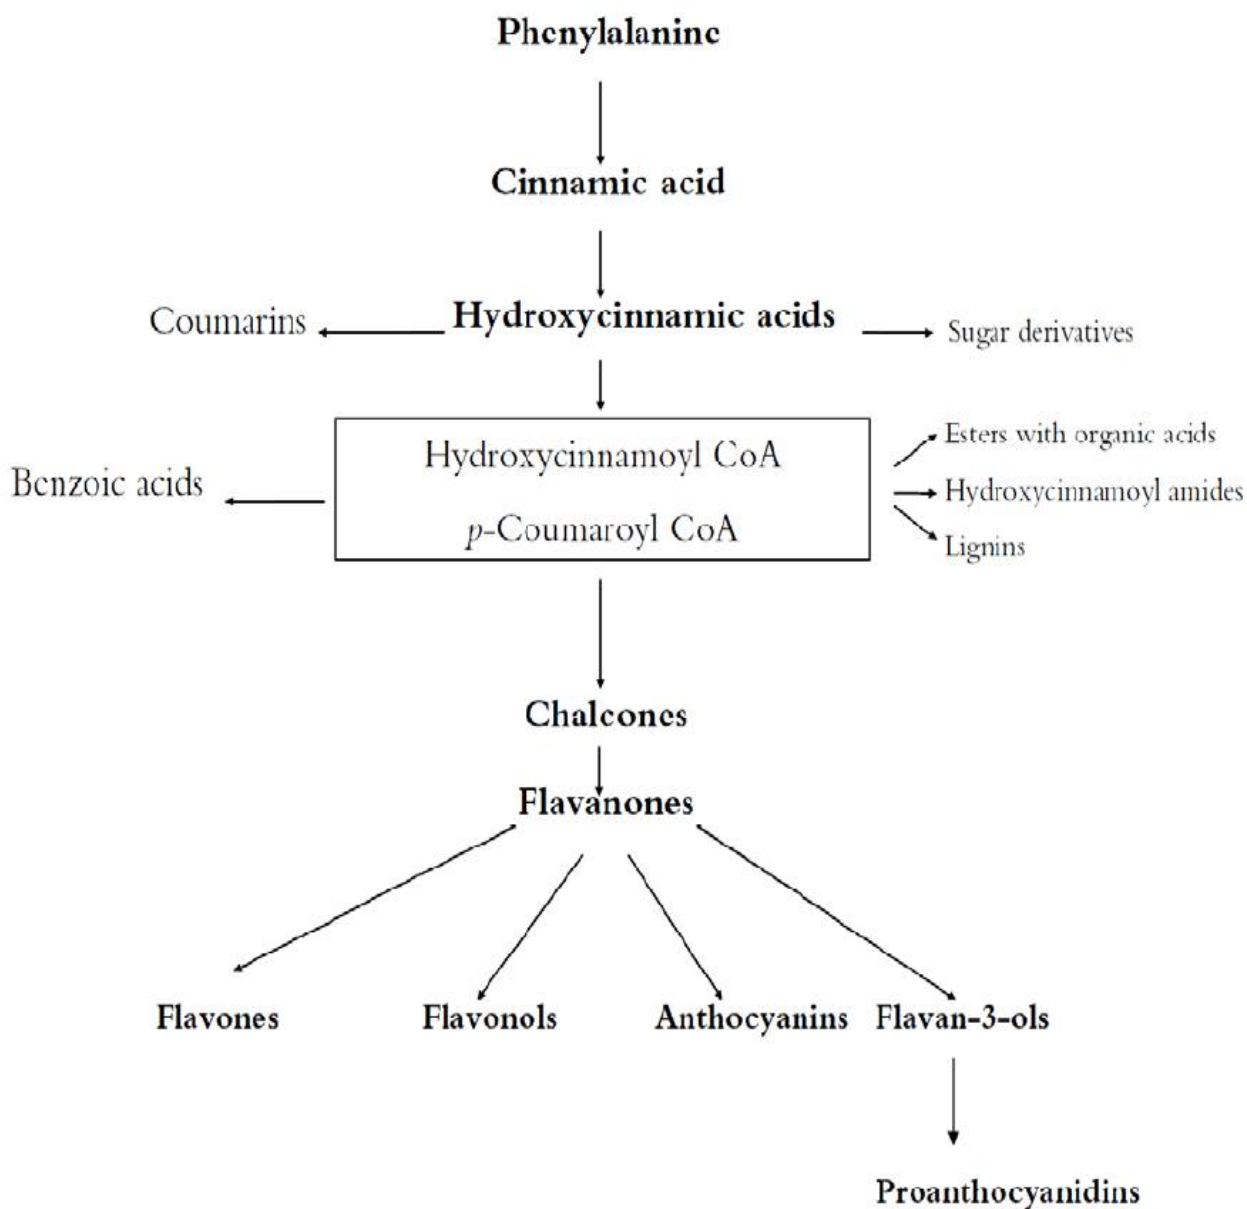 Phenylalanine
Cinnamic acid
Coumarins
Hydroxycinnamic acids
Sugar derivatives
Hydroxycinnamoyl CoA
p-Coumaroyl CoA
Benzoic acids
Esters with organic acids
Hydroxycinnamoyl amides
Lignins
Chalcones
Flavanones
Flavones
Flavonols
Anthocyanins
Flavan-3-ols
Proanthocyanidins